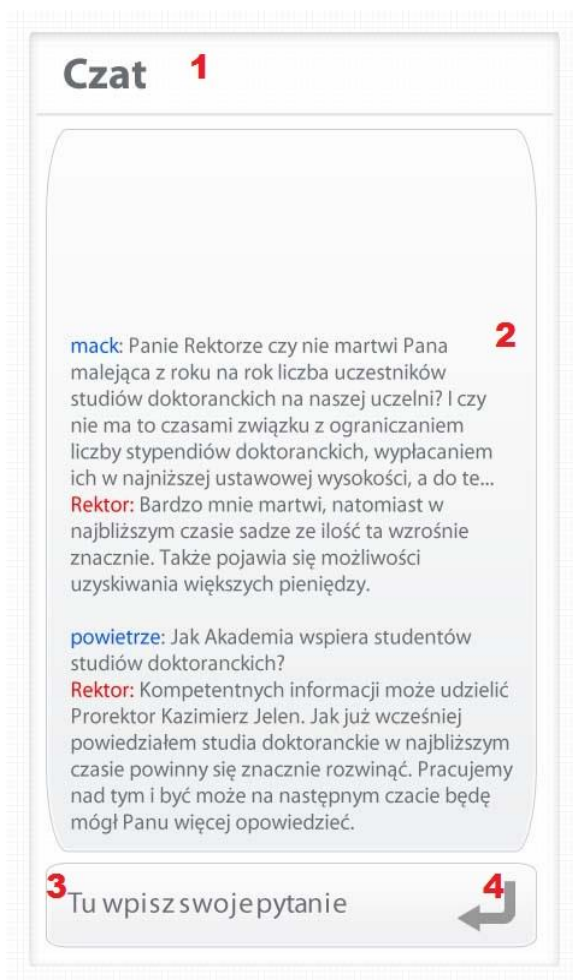 Czat 1
2
mack: Panie Rektorze czy nie martwi Pana
malejąca z roku na rok liczba uczestników
studiów doktoranckich na naszej uczelni? I czy
nie ma to czasami związku z ograniczaniem
liczby stypendiów doktoranckich, wypłacaniem
ich w najniższej ustawowej wysokości, a do te...
Rektor: Bardzo mnie martwi, natomiast w
najbliższym czasie sadze ze ilość ta wzrośnie
znacznie. Także pojawia się możliwości
uzyskiwania większych pieniędzy.
powietrze: Jak Akademia wspiera studentów
studiów doktoranckich?
Rektor: Kompetentnych informacji może udzielić
Prorektor Kazimierz Jelen. Jak już wcześniej
powiedziałem studia doktoranckie w najbliższym
czasie powinny się znacznie rozwinąć. Pracujemy
nad tym i być może na następnym czacie będę
mógł Panu więcej opowiedzieć.
3 Tu wpisz swoje pytanie 4